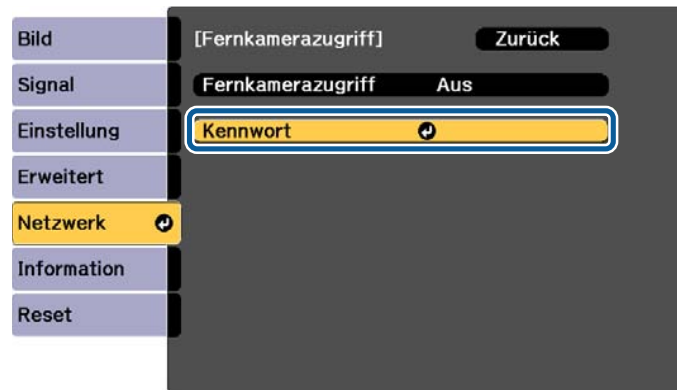 Bild
Signal
Einstellung
Erweitert
Netzwerk
Information
Reset
[Fernkamerazugriff] Zurück
Fernkamerazugriff Aus
Kennwort